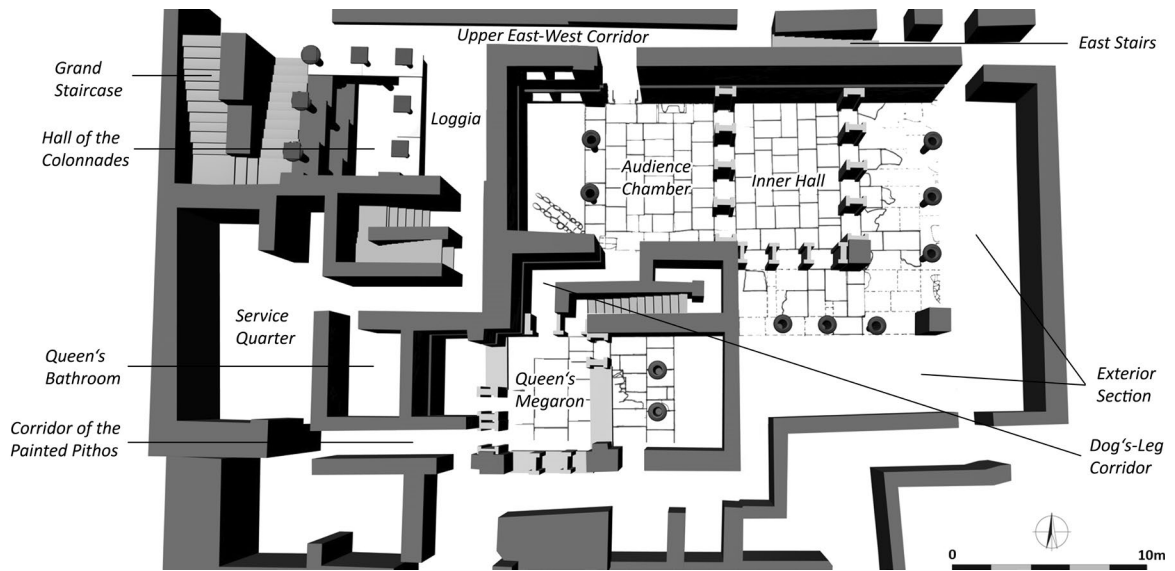 Upper East-West Corridor
East Stairs
Grand
Staircase
Loggia
Hall of the
Colonnades
Audience
Chamber
Inner Hall
Service
Quarter
Queen's
Bathroom
Queen's
Megaron
Exterior
Section
Corridor of the
Painted Pithos
Dog's-Leg
Corridor
0 10m